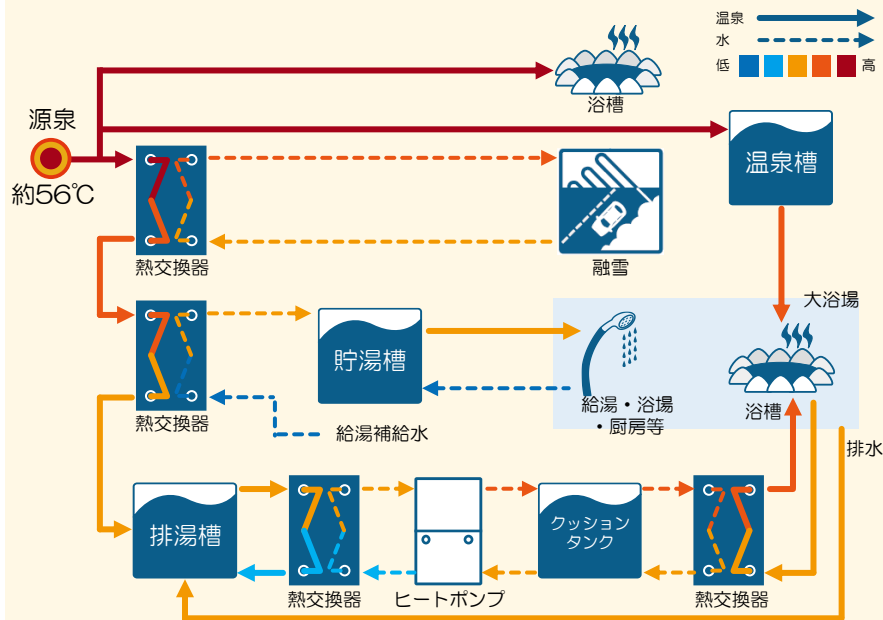 温泉
水
低
高
浴槽
源泉
約56℃
温泉槽
熱交換器
融雪
大浴場
貯湯槽
給湯・浴場
・厨房等
浴槽
熱交換器
給湯補給水
排水
排湯槽
クッション
タンク
熱交換器
ヒートポンプ
熱交換器